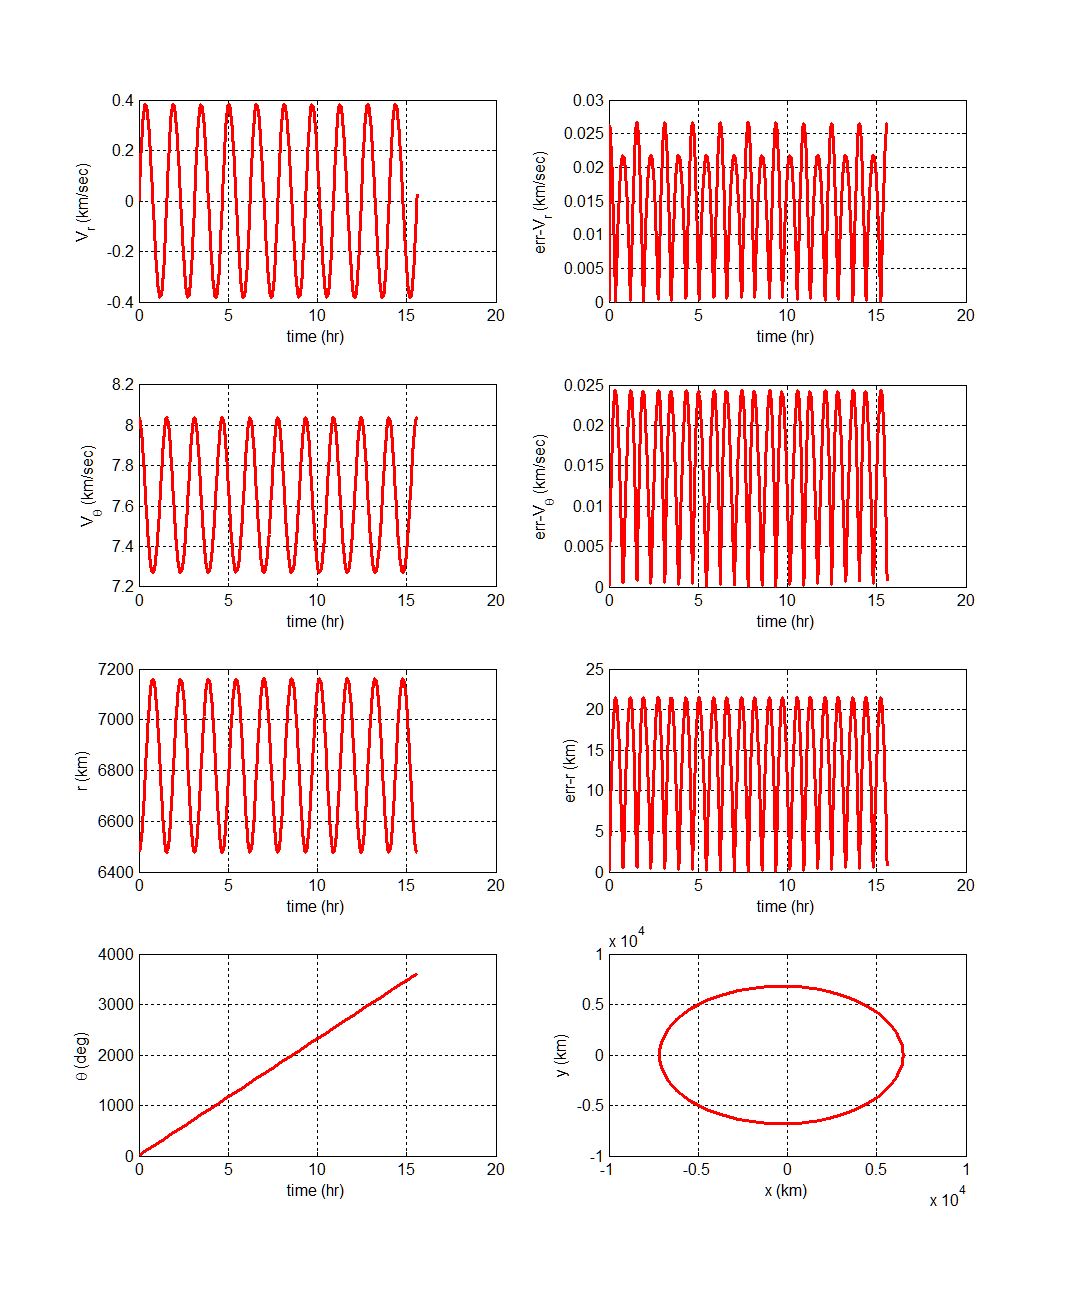 0.4
0.2
0
-0.2
-0.4
V_r (km/sec)
0 5 10 15 20
time (hr)
0.03
0.025
0.02
0.015
0.01
0.005
0
err-V_r (km/sec)
0 5 10 15 20
time (hr)
8.2
8
7.8
7.6
7.4
7.2
V_θ (km/sec)
0 5 10 15 20
time (hr)
0.025
0.02
0.015
0.01
0.005
0
err-V_θ (km/sec)
0 5 10 15 20
time (hr)
7200
7000
6800
6600
6400
r (km)
0 5 10 15 20
time (hr)
25
20
15
10
5
0
err-r (km)
0 5 10 15 20
time (hr)
4000
3000
2000
1000
0
θ (deg)
0 5 10 15 20
time (hr)
x 10^4
1
0.5
0
-0.5
-1
y (km)
-1 -0.5 0 0.5 1
x (km)
x 10^4